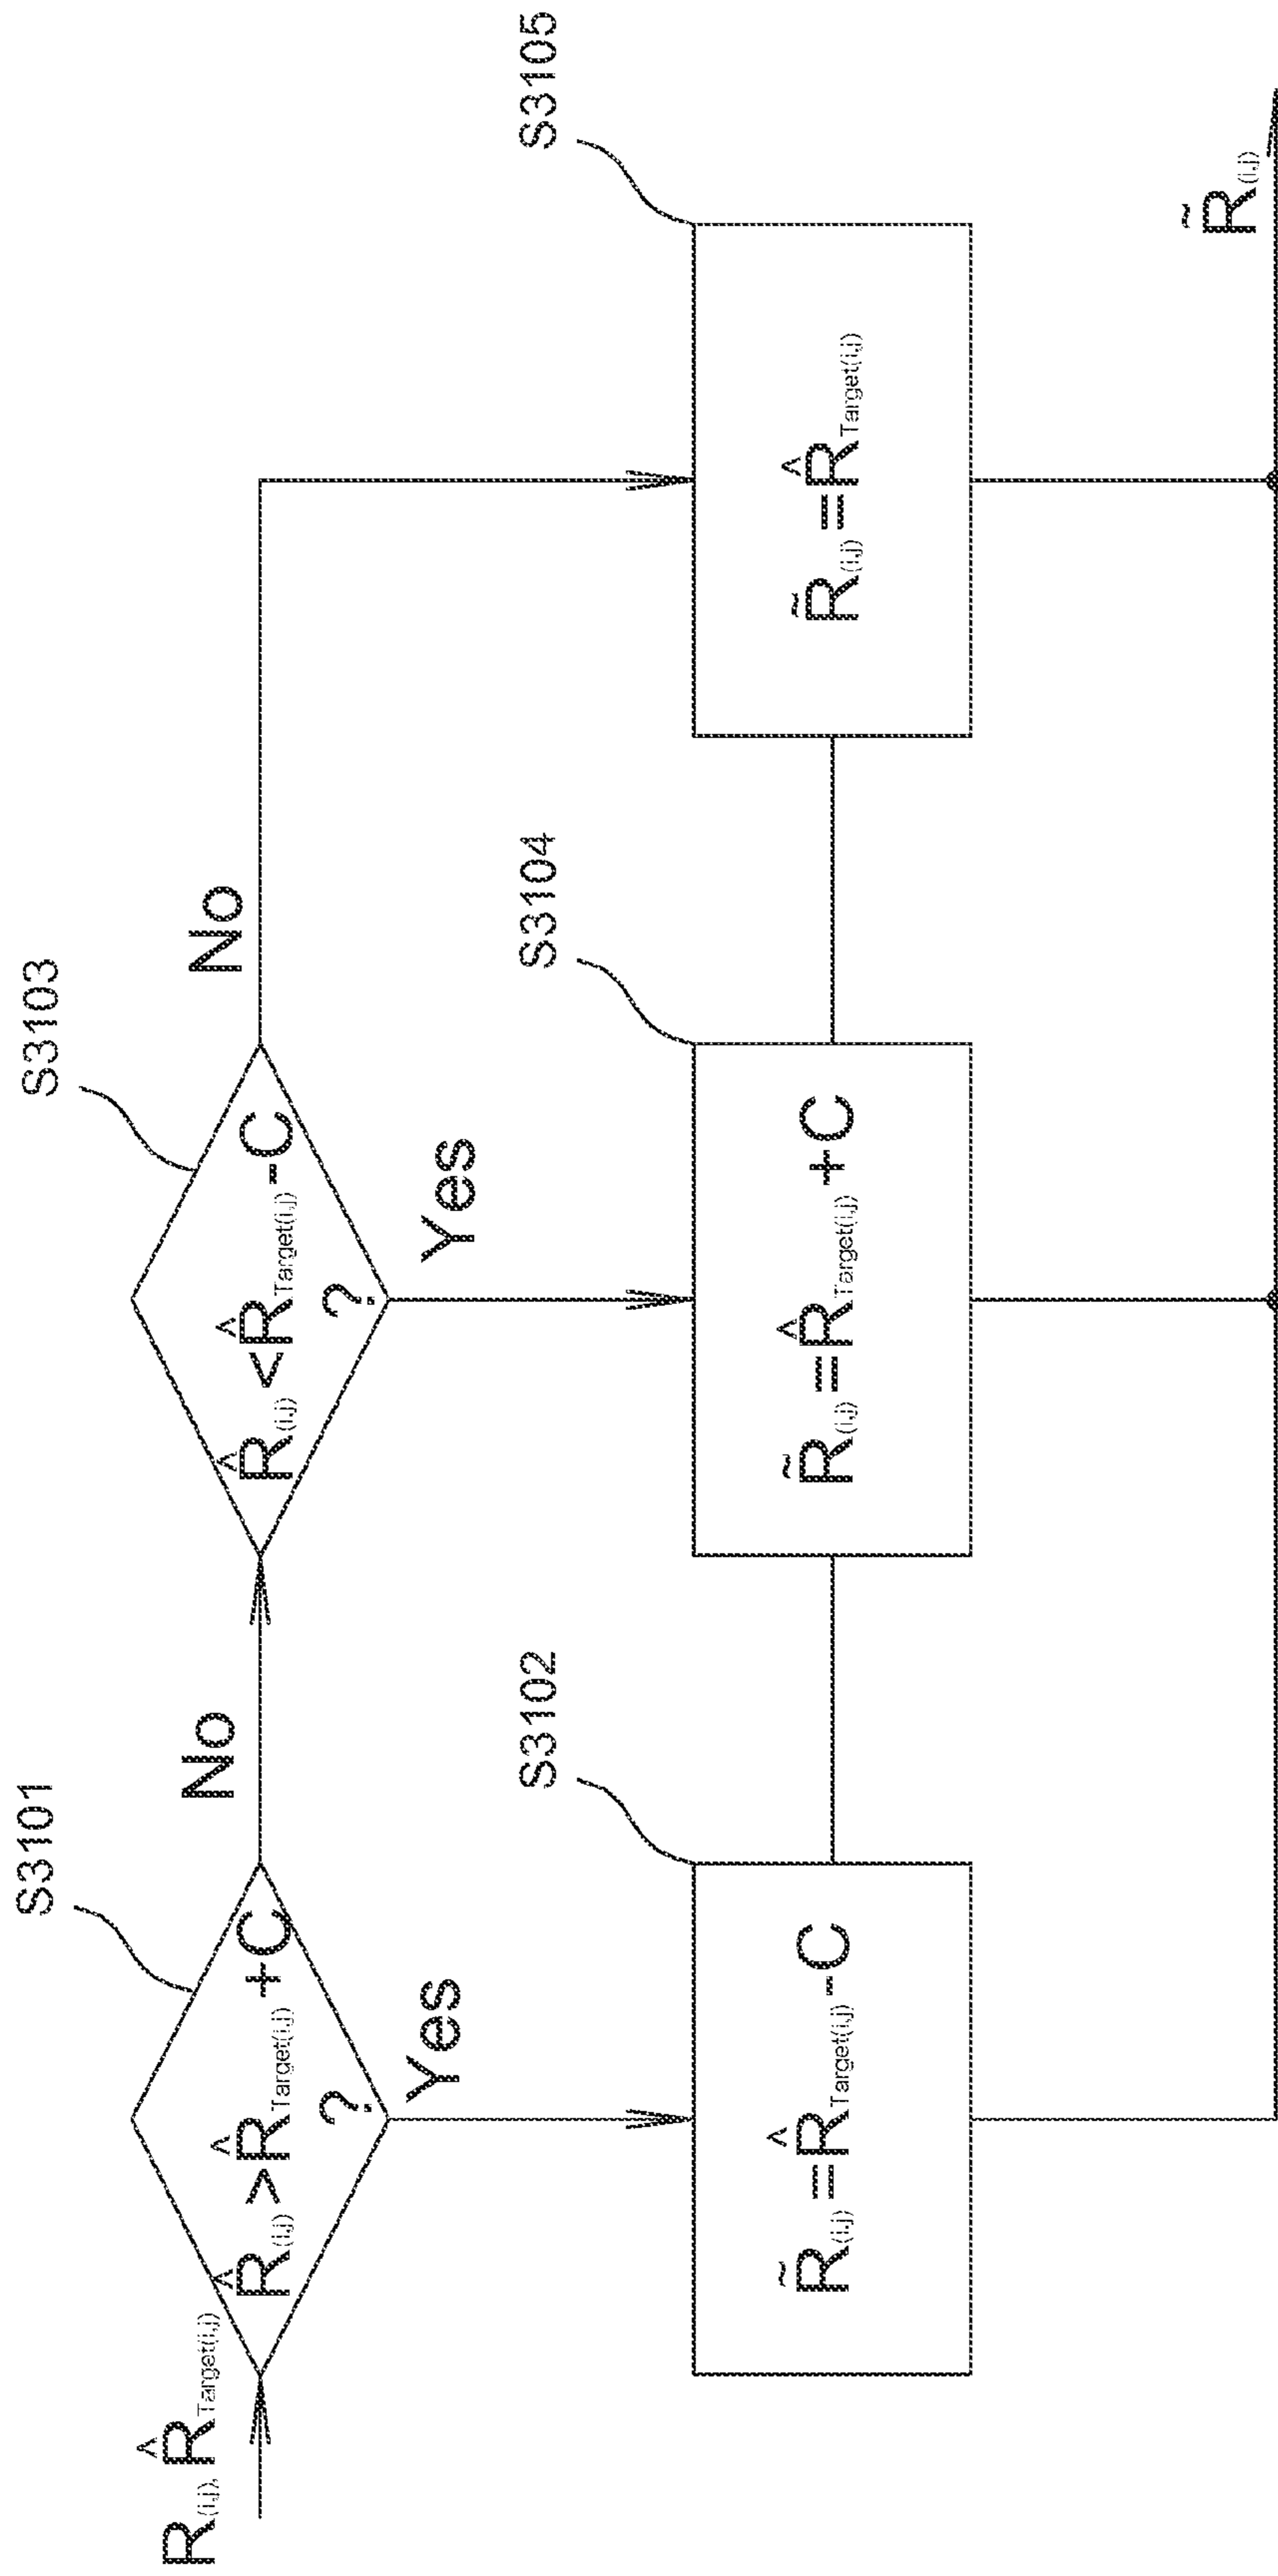 R(i,j), R̂Target(i,j)
S3101
R̂(i,j) >R̂Target(i,j)+C
?
No
Yes
S3103
R̂(i,j) <R̂Target(i,j)-C
?
No
Yes
S3102
R̃(i,j) =R̂Target(i,j)-C
S3104
R̃(i,j) =R̂Target(i,j)+C
S3105
R̃(i,j) =R̂Target(i,j)
R̃(i,j)